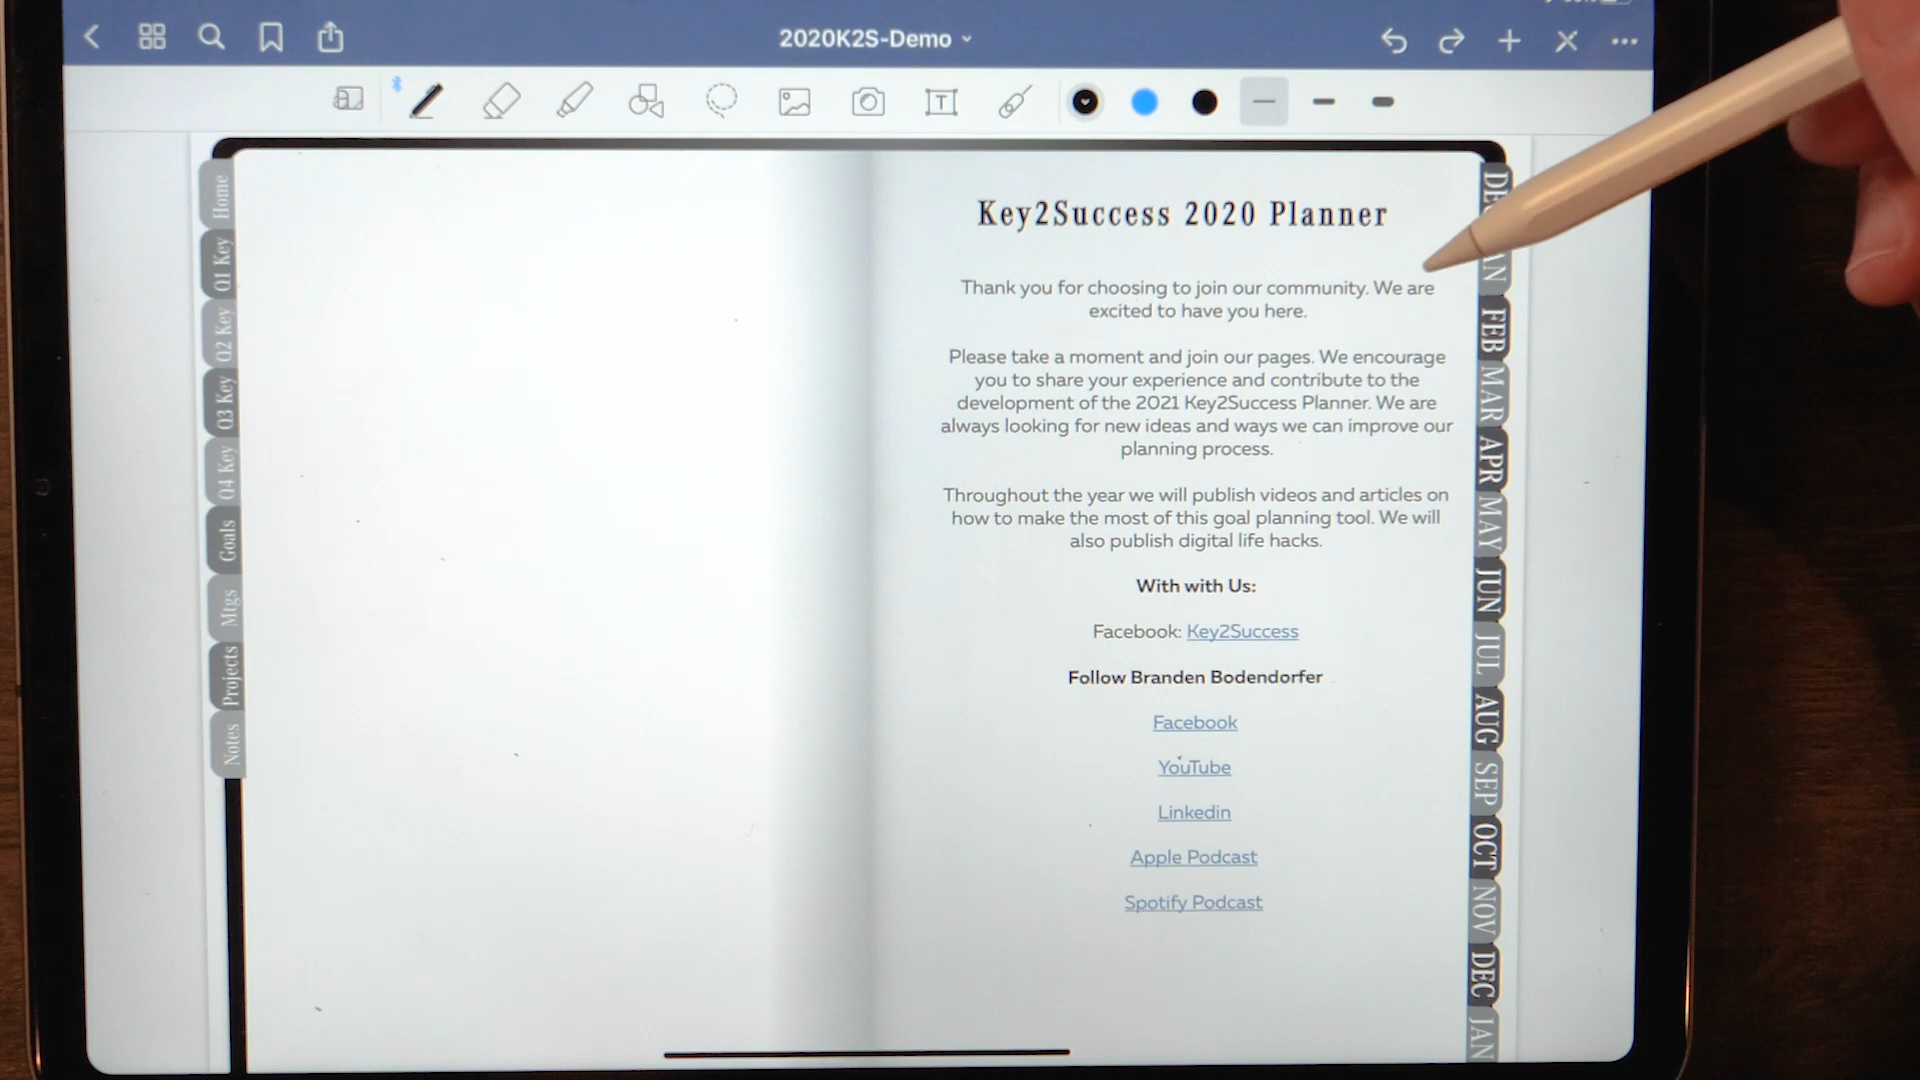 2020K2S-Demo
T
Home
Q1 Key
Q2 Key
Q3 Key
Q4 Key
Goals
Mtgs
Projects
Notes
Key2Success 2020 Planner
Thank you for choosing to join our community. We are
excited to have you here.
Please take a moment and join our pages. We encourage
you to share your experience and contribute to the
development of the 2021 Key2Success Planner. We are
always looking for new ideas and ways we can improve our
planning process.
Throughout the year we will publish videos and articles on
how to make the most of this goal planning tool. We will
also publish digital life hacks.
With with Us:
Facebook: Key2Success
Follow Branden Bodendorfer
Facebook
YouTube
Linkedin
Apple Podcast
Spotify Podcast
FEB
MAR
APR
MAY
JUN
JUL
AUG
SEP
OCT
NOV
DEC
JAN